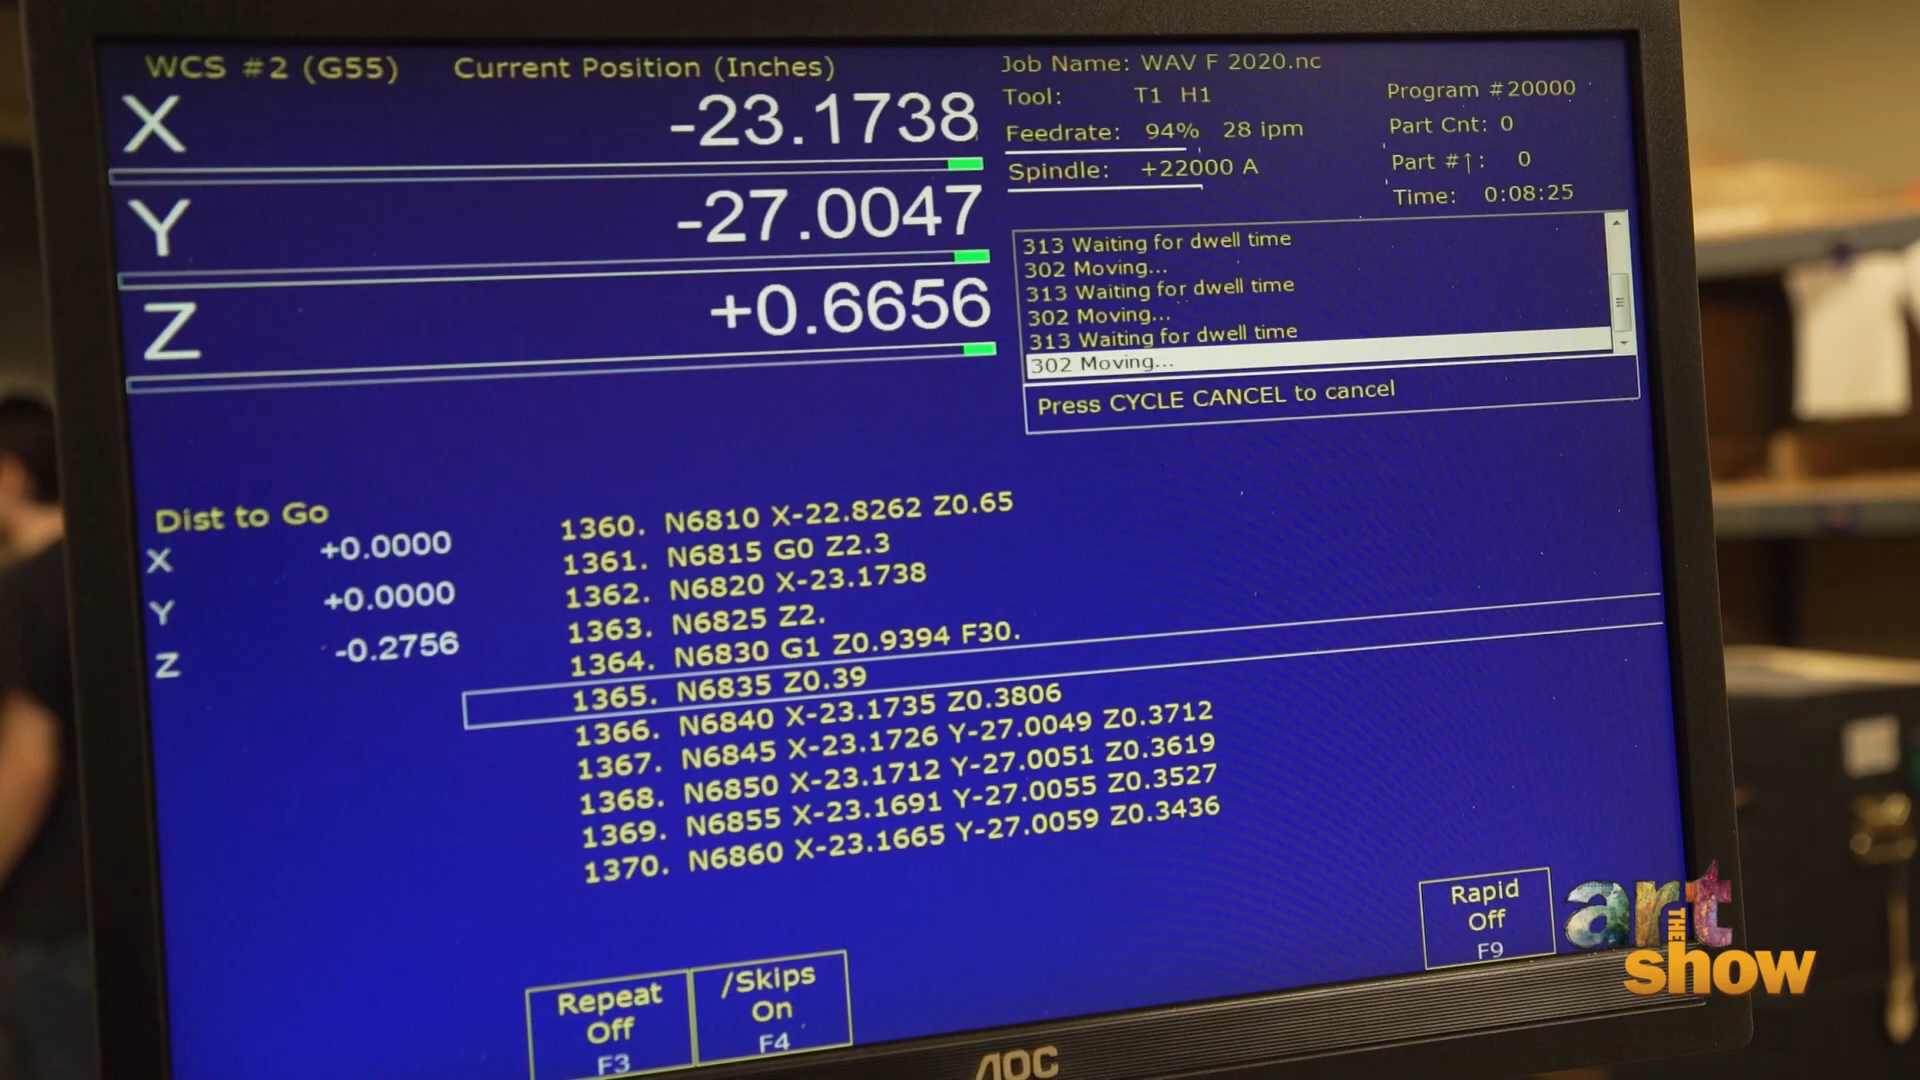 WCS #2 (G55) Current Position (Inches)
X -23.1738
Y -27.0047
Z +0.6656
Job Name: WAV F 2020.nc
Tool: T1 H1
Feedrate: 94% 28 ipm
Spindle: +22000 A
Program #20000
Part Cnt: 0
Part #↑: 0
Time: 0:08:25
313 Waiting for dwell time
302 Moving...
313 Waiting for dwell time
302 Moving...
313 Waiting for dwell time
302 Moving...
Press CYCLE CANCEL to cancel
Dist to Go
X +0.0000
Y +0.0000
Z -0.2756
1360. N6810 X-22.8262 Z0.65
1361. N6815 G0 Z2.3
1362. N6820 X-23.1738
1363. N6825 Z2.
1364. N6830 G1 Z0.9394 F30.
1365. N6835 Z0.39
1366. N6840 X-23.1735 Z0.3806
1367. N6845 X-23.1726 Y-27.0049 Z0.3712
1368. N6850 X-23.1712 Y-27.0051 Z0.3619
1369. N6855 X-23.1691 Y-27.0055 Z0.3527
1370. N6860 X-23.1665 Y-27.0059 Z0.3436
Repeat
Off
F3
/Skips
On
F4
Rapid
Off
F9
AOC
THE
art
show